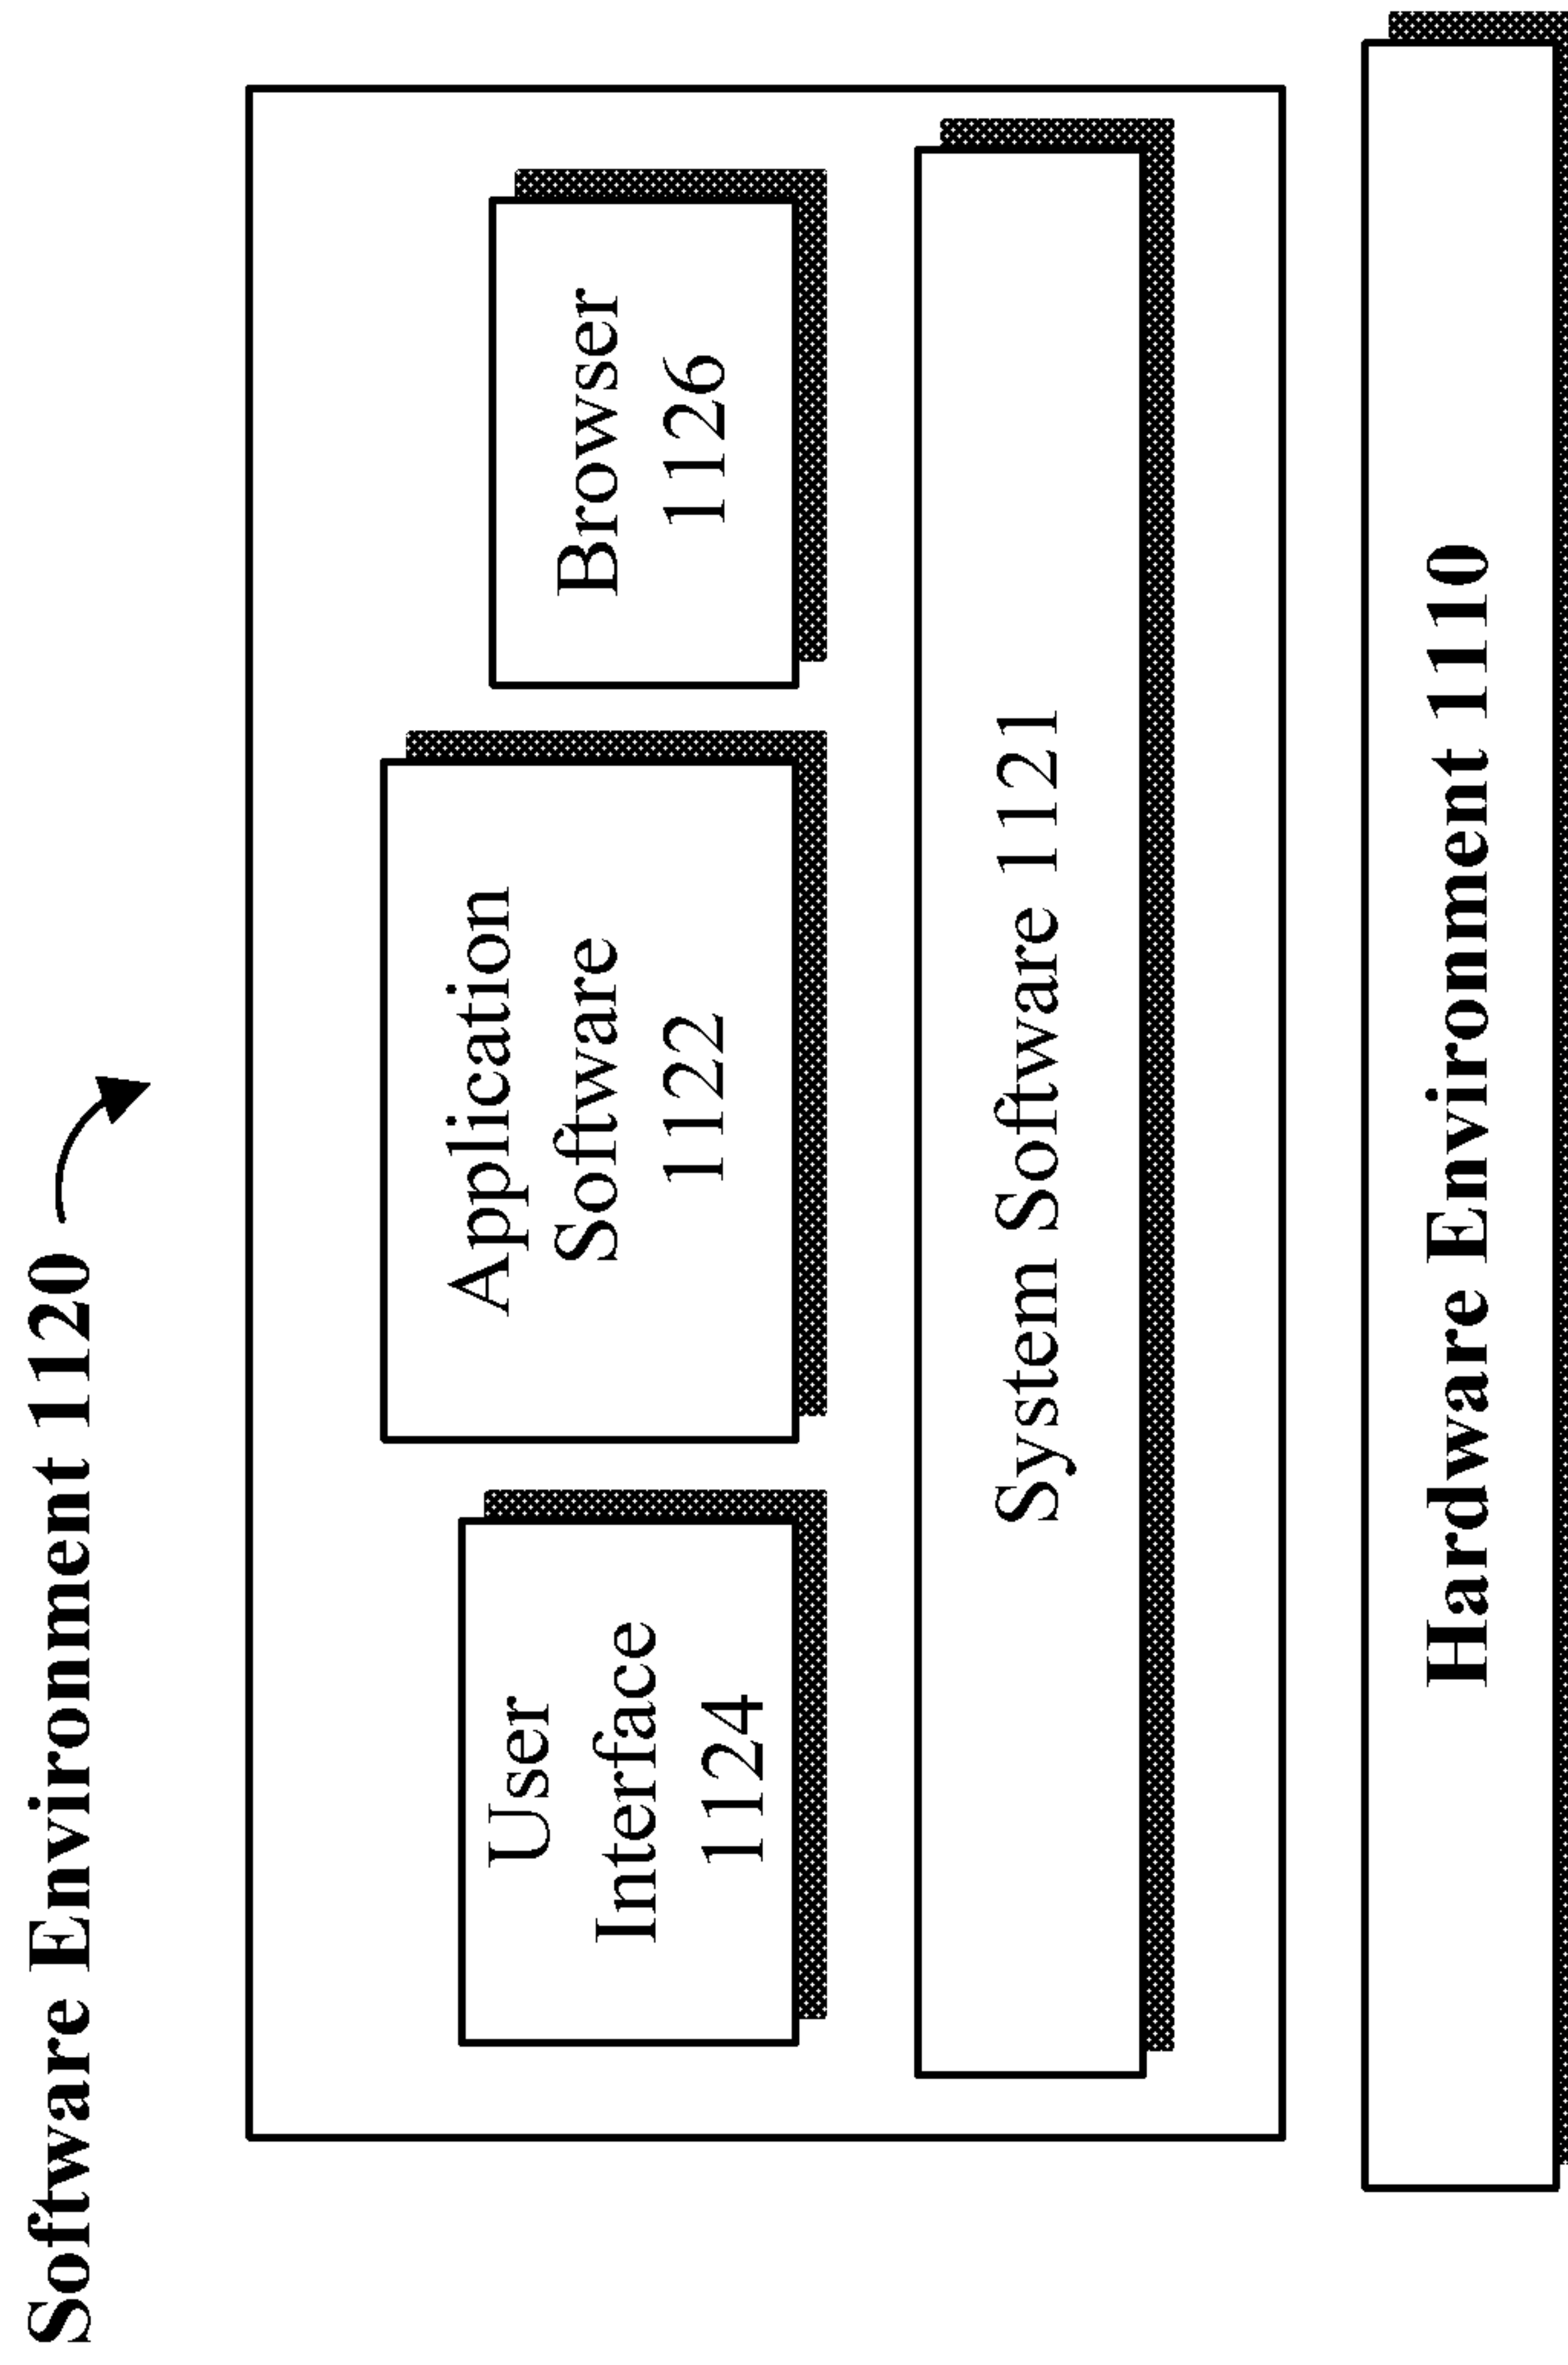 Software Environment 1120
User
Interface
1124
Application
Software
1122
Browser
1126
System Software 1121
Hardware Environment 1110